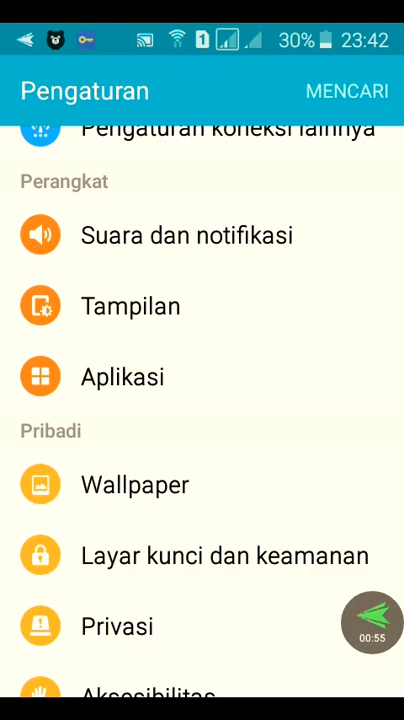 1 30% 23:42
Pengaturan MENCARI
Pengaturan koneksi lainnya
Perangkat
Suara dan notifikasi
Tampilan
Aplikasi
Pribadi
Wallpaper
Layar kunci dan keamanan
Privasi
00:55
Aksesibilitas